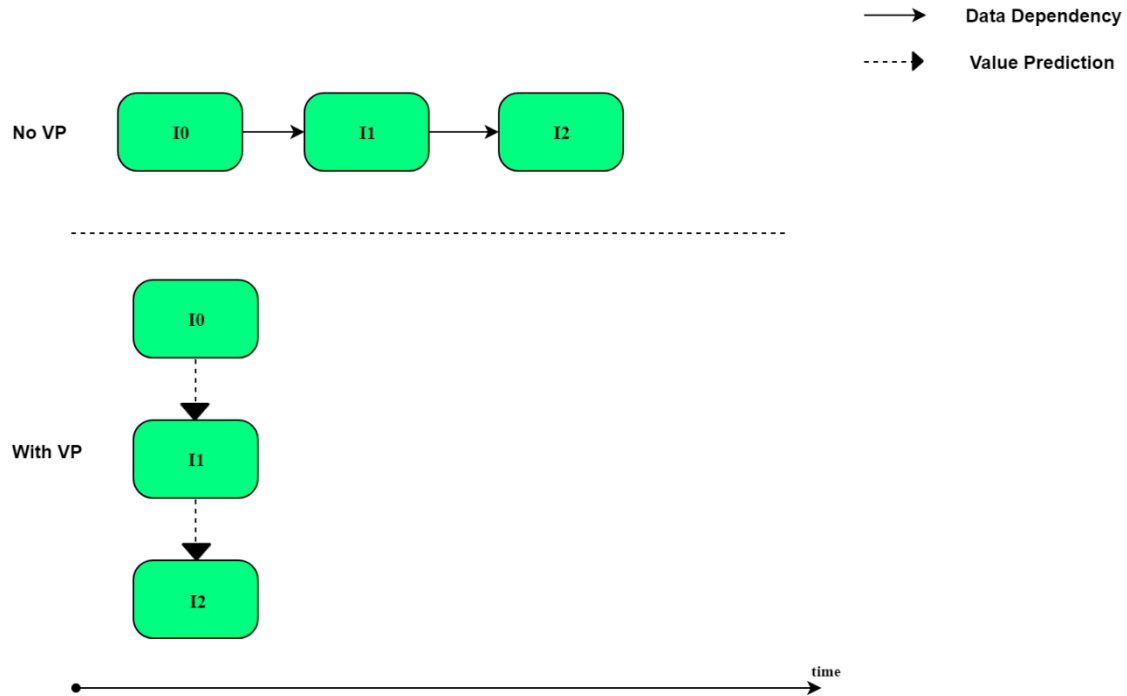 Data Dependency
Value Prediction
No VP
I0
I1
I2
I0
With VP
I1
I2
time